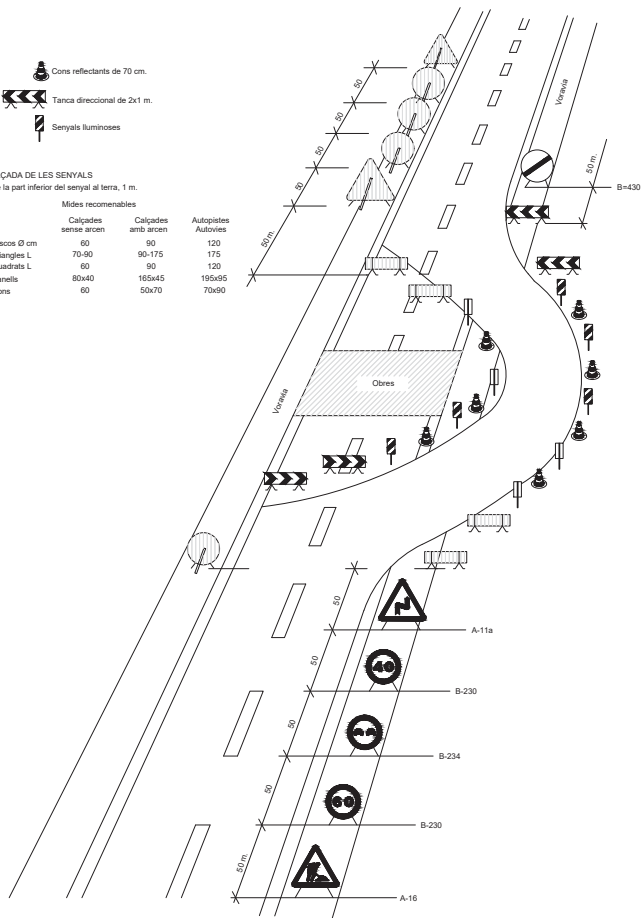 Cons reflectants de 70 cm.
Tanca direccional de 2x1 m.
Senyals lluminoses
ÇADA DE LES SENYALS
e la part inferior del senyal al terra, 1 m.
Mides recomenables
Calçades sense arcen
Calçades amb arcen
Autopistes Autovies
scos Ø cm 60 90 120
iangles L 70-90 90-175 175
uadrats L 60 90 120
nells 80x40 165x45 195x95
ons 60 50x70 70x90
50
50
50
50
50 m.
Voravia
50 m.
B=430
Obres
Voravia
50
A-11a
50
40
B-230
50
B-234
50
60
B-230
50 m.
A-16